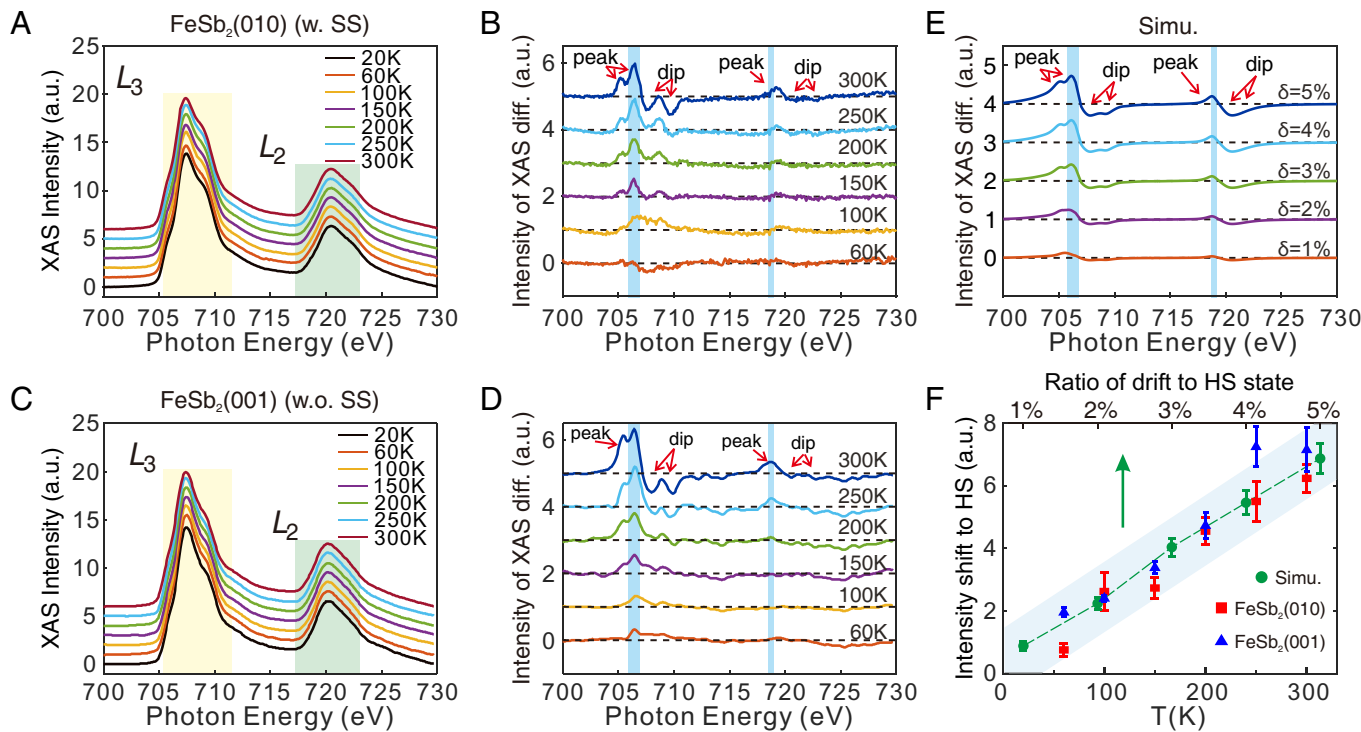 A
FeSb₂(010) (w. SS)
XAS Intensity (a.u.)
25
20
15
10
5
0
L₃
L₂
20K
60K
100K
150K
200K
250K
300K
700 705 710 715 720 725 730
Photon Energy (eV)
B
Intensity of XAS diff. (a.u.)
6
4
2
0
peak
dip
peak
dip
300K
250K
200K
150K
100K
60K
700 705 710 715 720 725 730
Photon Energy (eV)
E
Simu.
Intensity of XAS diff. (a.u.)
5
4
3
2
1
0
peak
dip
peak
dip
δ=5%
δ=4%
δ=3%
δ=2%
δ=1%
700 705 710 715 720 725 730
Photon Energy (eV)
C
FeSb₂(001) (w.o. SS)
XAS Intensity (a.u.)
25
20
15
10
5
0
L₃
L₂
20K
60K
100K
150K
200K
250K
300K
700 705 710 715 720 725 730
Photon Energy (eV)
D
Intensity of XAS diff. (a.u.)
6
4
2
0
peak
dip
peak
dip
300K
250K
200K
150K
100K
60K
700 705 710 715 720 725 730
Photon Energy (eV)
F
Ratio of drift to HS state
1% 2% 3% 4% 5%
Intensity shift to HS (a.u.)
8
6
4
2
0
Simu.
FeSb₂(010)
FeSb₂(001)
100 200 300
T(K)